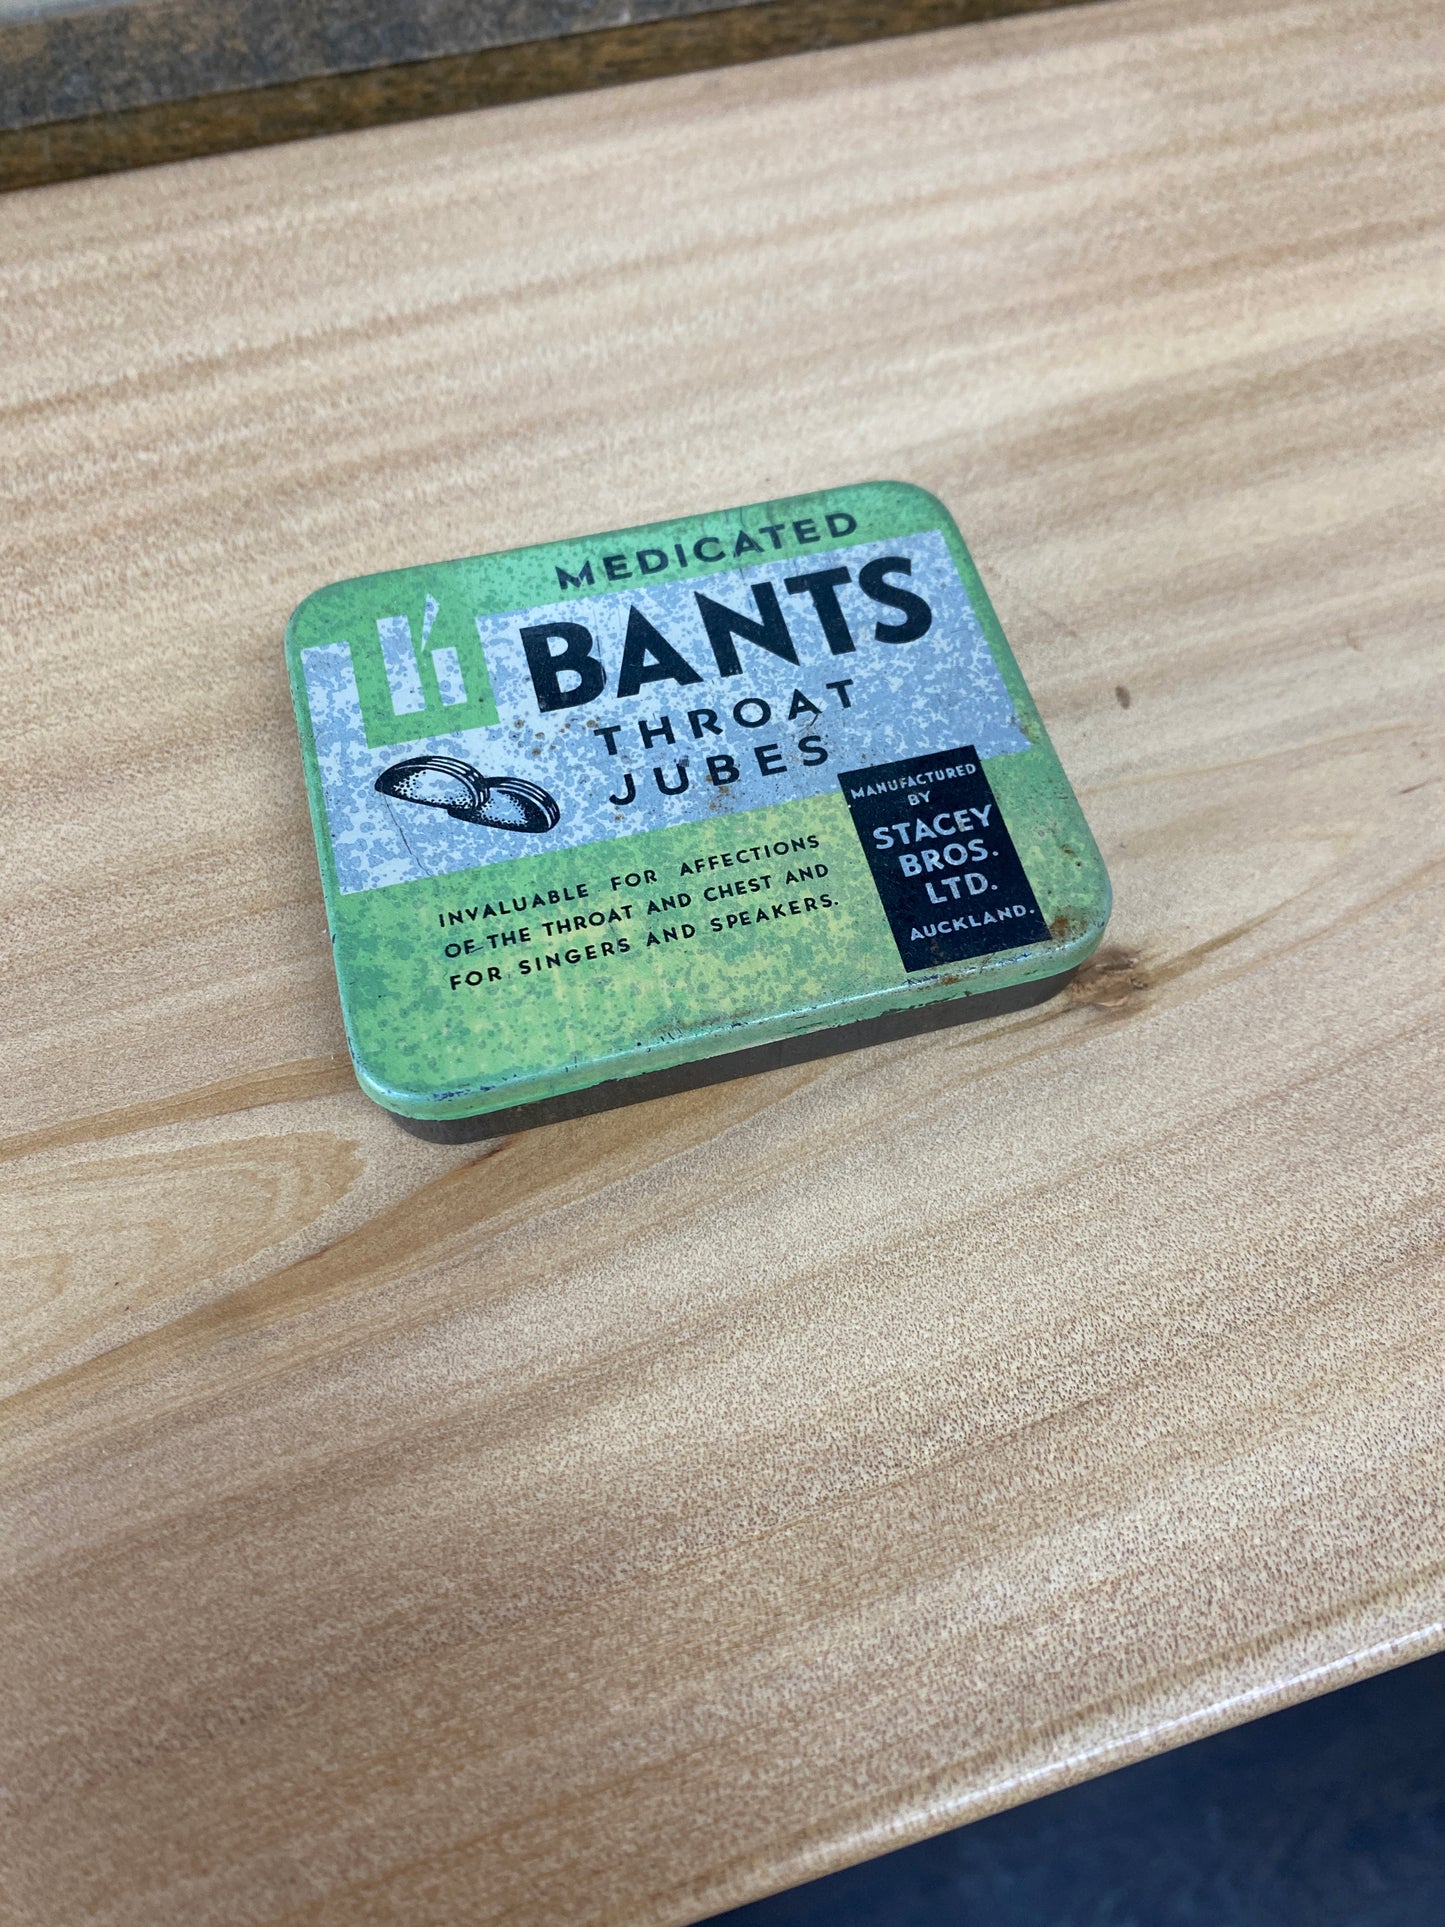 MEDICATED
BANTS
THROAT
JUBES
INVALUABLE FOR AFFECTIONS
OF THE THROAT AND CHEST AND
FOR SINGERS AND SPEAKERS.
MANUFACTURED
BY
STACEY
BROS.
LTD.
AUCKLAND.